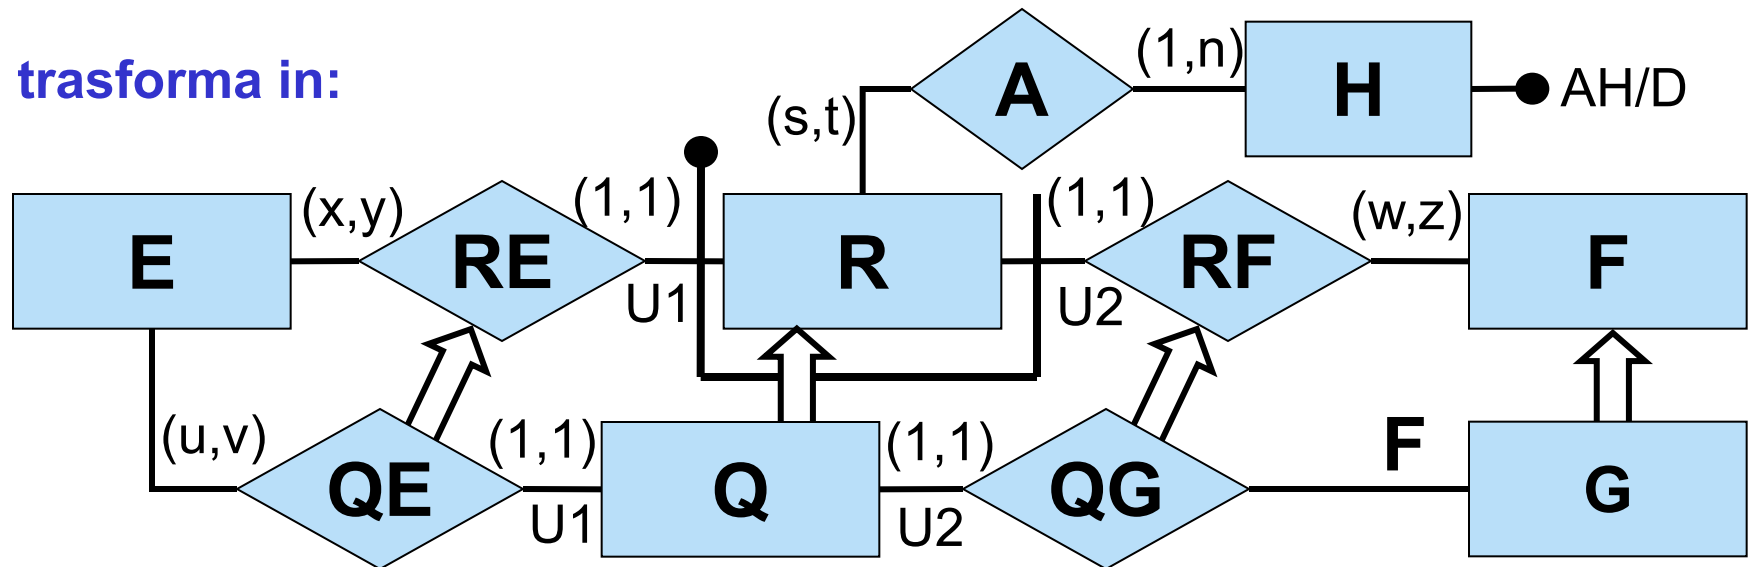 trasforma in:
A
(1,n)
H
AH/D
(s,t)
E
(x,y)
RE
(1,1)
U1
R
(1,1)
U2
RF
(w,z)
F
(u,v)
QE
(1,1)
U1
Q
(1,1)
U2
QG
F
G